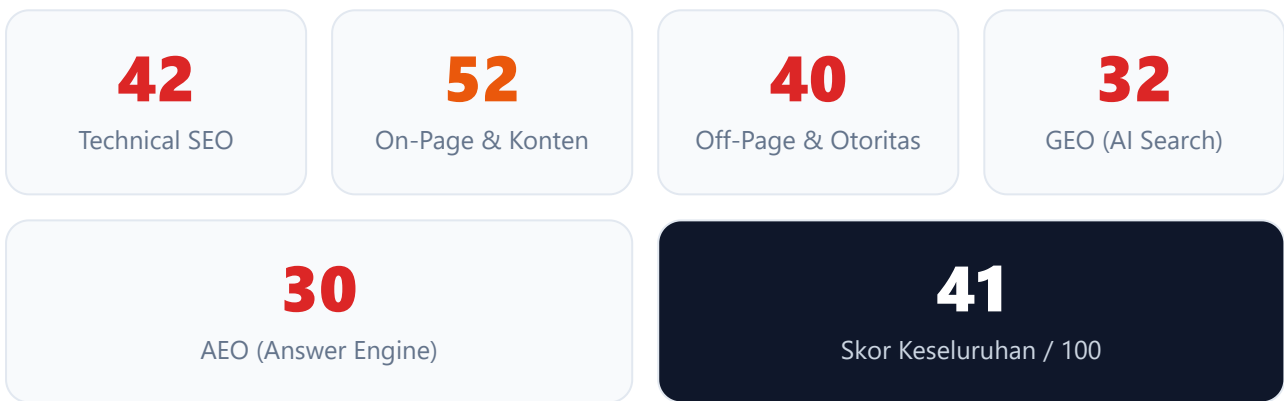 42
Technical SEO
52
On-Page & Konten
40
Off-Page & Otoritas
32
GEO (AI Search)
30
AEO (Answer Engine)
41
Skor Keseluruhan / 100